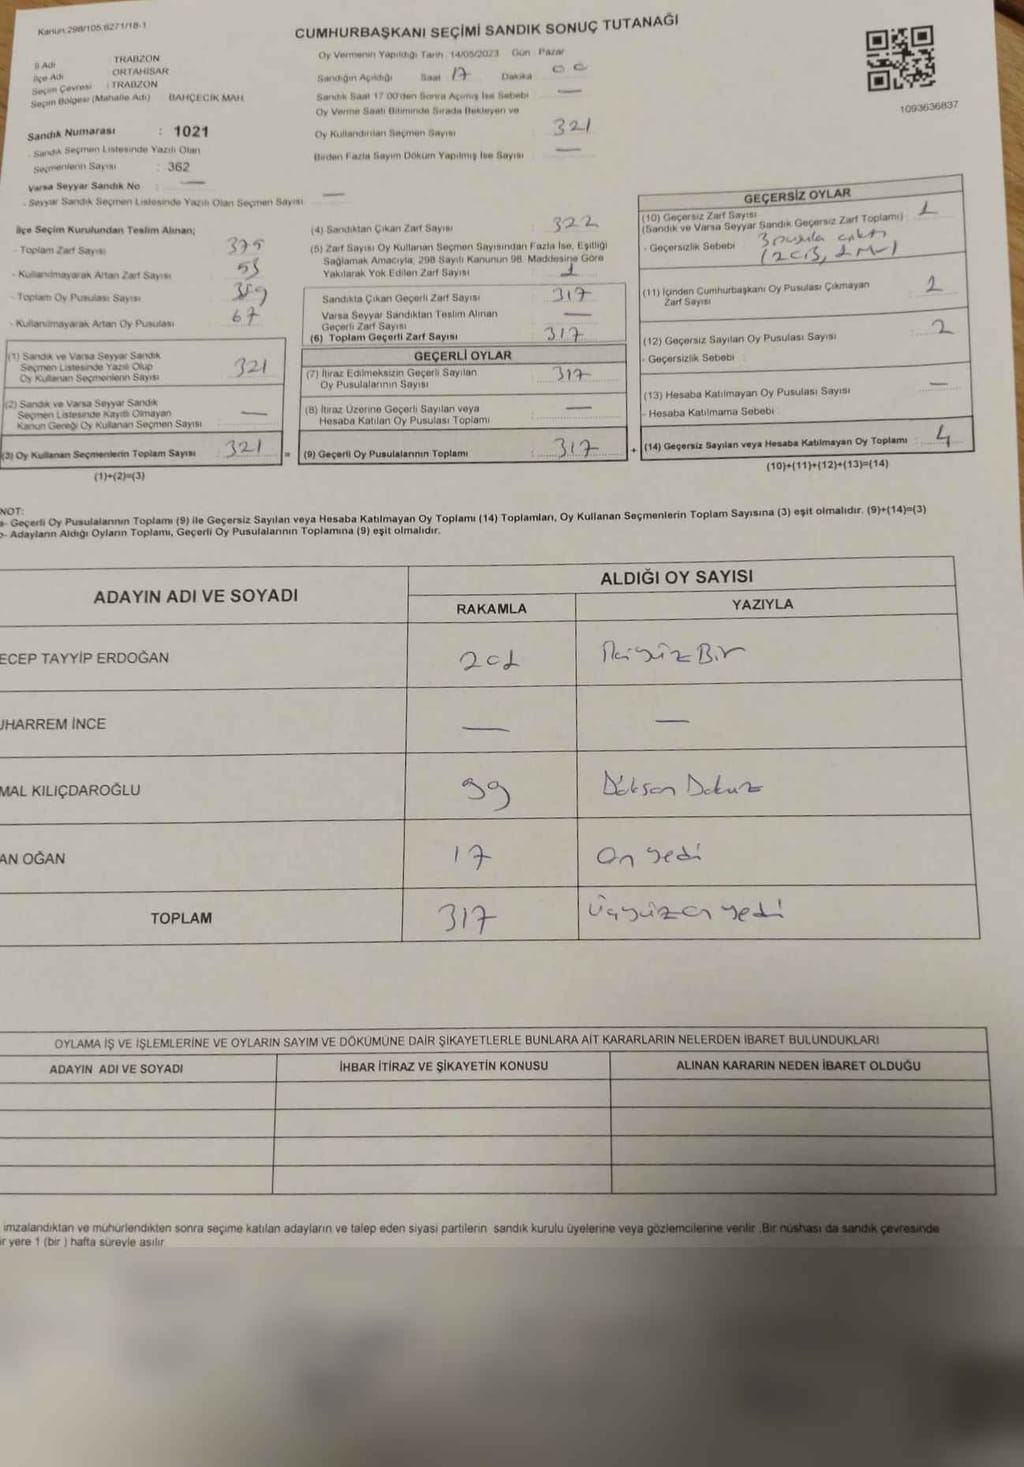 Kanun:298/105;6271/18-1
CUMHURBAŞKANI SEÇİMİ SANDIK SONUÇ TUTANAĞI
İl Adı TRABZON
İlçe Adı ORTAHİSAR
Seçim Çevresi : TRABZON
Seçim Bölgesi (Mahalle Adı) BAHÇECİK MAH.
Sandık Numarası : 1021
- Sandık Seçmen Listesinde Yazılı Olan
Seçmenlerin Sayısı : 362
Varsa Seyyar Sandık No : —
- Seyyar Sandık Seçmen Listesinde Yazılı Olan Seçmen Sayısı —
Oy Vermenin Yapıldığı Tarih : 14/05/2023 Gün : Pazar
Sandığın Açıldığı Saat 17 Dakika 00
Sandık Saat 17:00'den Sonra Açılmış İse Sebebi —
Oy Verme Saati Bitiminde Sırada Bekleyen ve
Oy Kullandırılan Seçmen Sayısı : 321
Birden Fazla Sayım Döküm Yapılmış İse Sayısı —
1093636837
İlçe Seçim Kurulundan Teslim Alınan;
- Toplam Zarf Sayısı 375
- Kullanılmayarak Artan Zarf Sayısı 53
- Toplam Oy Pusulası Sayısı 389
- Kullanılmayarak Artan Oy Pusulası 67
(1) Sandık ve Varsa Seyyar Sandık
Seçmen Listesinde Yazılı Olup
Oy Kullanan Seçmenlerin Sayısı 321
(2) Sandık ve Varsa Seyyar Sandık
Seçmen Listesinde Kayıtlı Olmayan
Kanun Gereği Oy Kullanan Seçmen Sayısı : —
(3) Oy Kullanan Seçmenlerin Toplam Sayısı : 321 =
(1)+(2)=(3)
(4) Sandıktan Çıkan Zarf Sayısı : 322
(5) Zarf Sayısı Oy Kullanan Seçmen Sayısından Fazla İse, Eşitliği
Sağlamak Amacıyla, 298 Sayılı Kanunun 98. Maddesine Göre
Yakılarak Yok Edilen Zarf Sayısı : 1
Sandıkta Çıkan Geçerli Zarf Sayısı : 317
Varsa Seyyar Sandıktan Teslim Alınan
Geçerli Zarf Sayısı : —
(6) Toplam Geçerli Zarf Sayısı 317
GEÇERLİ OYLAR
(7) İtiraz Edilmeksizin Geçerli Sayılan
Oy Pusulalarının Sayısı : 317
(8) İtiraz Üzerine Geçerli Sayılan veya
Hesaba Katılan Oy Pusulası Toplamı : —
(9) Geçerli Oy Pusulalarının Toplamı : 317 +
GEÇERSİZ OYLAR
(10) Geçersiz Zarf Sayısı
(Sandık ve Varsa Seyyar Sandık Geçersiz Zarf Toplamı) : 1
- Geçersizlik Sebebi : 3 pusula çıktı
(11) İçinden Cumhurbaşkanı Oy Pusulası Çıkmayan
Zarf Sayısı : 1
(12) Geçersiz Sayılan Oy Pusulası Sayısı : 2
- Geçersizlik Sebebi :
(13) Hesaba Katılmayan Oy Pusulası Sayısı : —
- Hesaba Katılmama Sebebi :
(14) Geçersiz Sayılan veya Hesaba Katılmayan Oy Toplamı : 4
(10)+(11)+(12)+(13)=(14)
NOT:
a- Geçerli Oy Pusulalarının Toplamı (9) ile Geçersiz Sayılan veya Hesaba Katılmayan Oy Toplamı (14) Toplamları, Oy Kullanan Seçmenlerin Toplam Sayısına (3) eşit olmalıdır. (9)+(14)=(3)
b- Adayların Aldığı Oyların Toplamı, Geçerli Oy Pusulalarının Toplamına (9) eşit olmalıdır.
ADAYIN ADI VE SOYADI
ALDIĞI OY SAYISI
RAKAMLA YAZIYLA
ECEP TAYYİP ERDOĞAN 201 İkiyüz Bir
UHARREM İNCE — —
MAL KILIÇDAROĞLU 99 Doksan Dokuz
AN OĞAN 17 On yedi
TOPLAM 317 Üçyüzon yedi
OYLAMA İŞ VE İŞLEMLERİNE VE OYLARIN SAYIM VE DÖKÜMÜNE DAİR ŞİKAYETLERLE BUNLARA AİT KARARLARIN NELERDEN İBARET BULUNDUKLARI
ADAYIN ADI VE SOYADI İHBAR İTİRAZ VE ŞİKAYETİN KONUSU ALINAN KARARIN NEDEN İBARET OLDUĞU
imzalandıktan ve mühürlendikten sonra seçime katılan adayların ve talep eden siyasi partilerin sandık kurulu üyelerine veya gözlemcilerine verilir. Bir nüshası da sandık çevresinde
ir yere 1 (bir ) hafta süreyle asılır